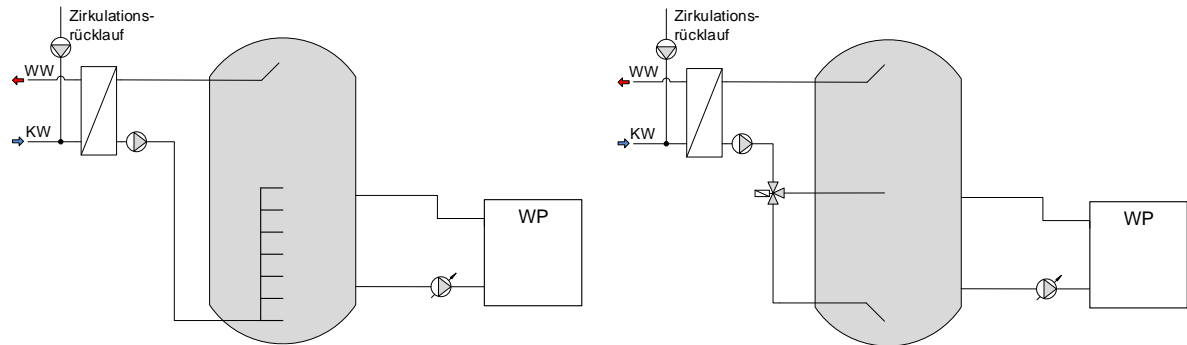 Zirkulations-
rücklauf
WW
KW
WP
Zirkulations-
rücklauf
WW
KW
WP